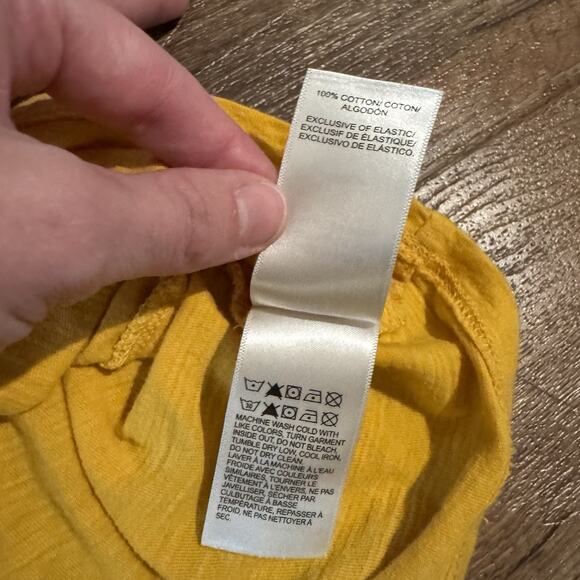 100% COTTON/ COTON/
ALGODÓN
EXCLUSIVE OF ELASTIC/
EXCLUSIF DE ÉLASTIQUE/
EXCLUSIVO DE ELÁSTICO.
MACHINE WASH COLD WITH
LIKE COLORS, TURN GARMENT
INSIDE OUT, DO NOT BLEACH,
TUMBLE DRY LOW, COOL IRON,
DO NOT DRY CLEAN.
LAVER À LA MACHINE À L'EAU
FROIDE AVEC COULEURS
SIMILAIRES, TOURNER LE
VÊTEMENT À L'ENVERS, NE PAS
JAVELLISER, SÉCHER PAR
CULBUTAGE À BASSE
TEMPÉRATURE, REPASSER À
FROID, NE PAS NETTOYER À
SEC.